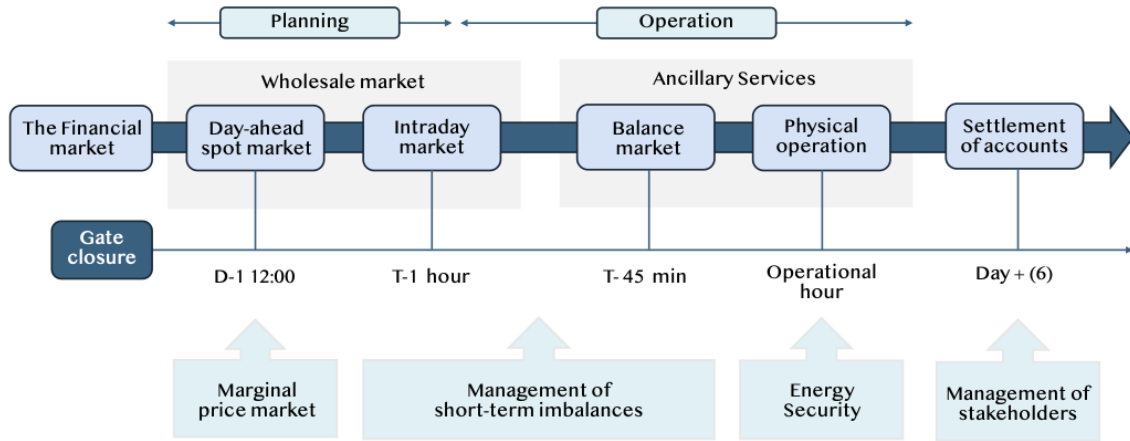 Planning
Operation
Wholesale market
Ancillary Services
The Financial
market
Day-ahead
spot market
Intraday
market
Balance
market
Physical
operation
Settlement
of accounts
Gate
closure
D-1 12:00
T-1 hour
T- 45 min
Operational
hour
Day + (6)
Marginal
price market
Management of
short-term imbalances
Energy
Security
Management of
stakeholders